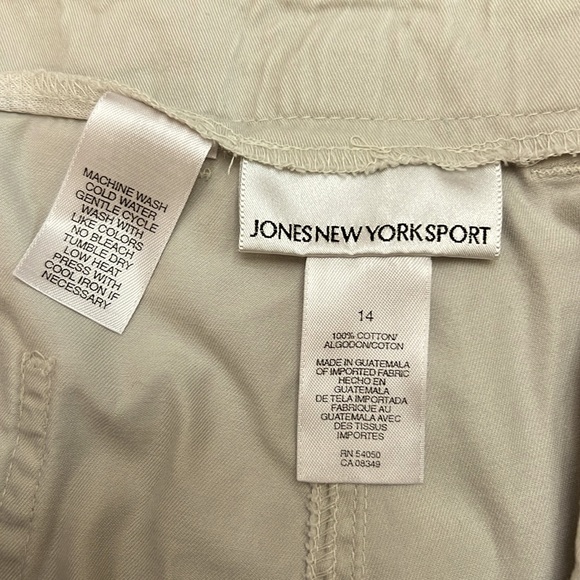 MACHINE WASH
COLD WATER
GENTLE CYCLE
WASH WITH
LIKE COLORS
NO BLEACH
TUMBLE DRY
LOW HEAT
PRESS WITH
COOL IRON IF
NECESSARY
JONES NEW YORK SPORT
14
100% COTTON/
ALGODON/COTON
MADE IN GUATEMALA
OF IMPORTED FABRIC
HECHO EN
GUATEMALA
DE TELA IMPORTADA
FABRIQUE AU
GUATEMALA AVEC
DES TISSUS
IMPORTES
RN 54050
CA 08349